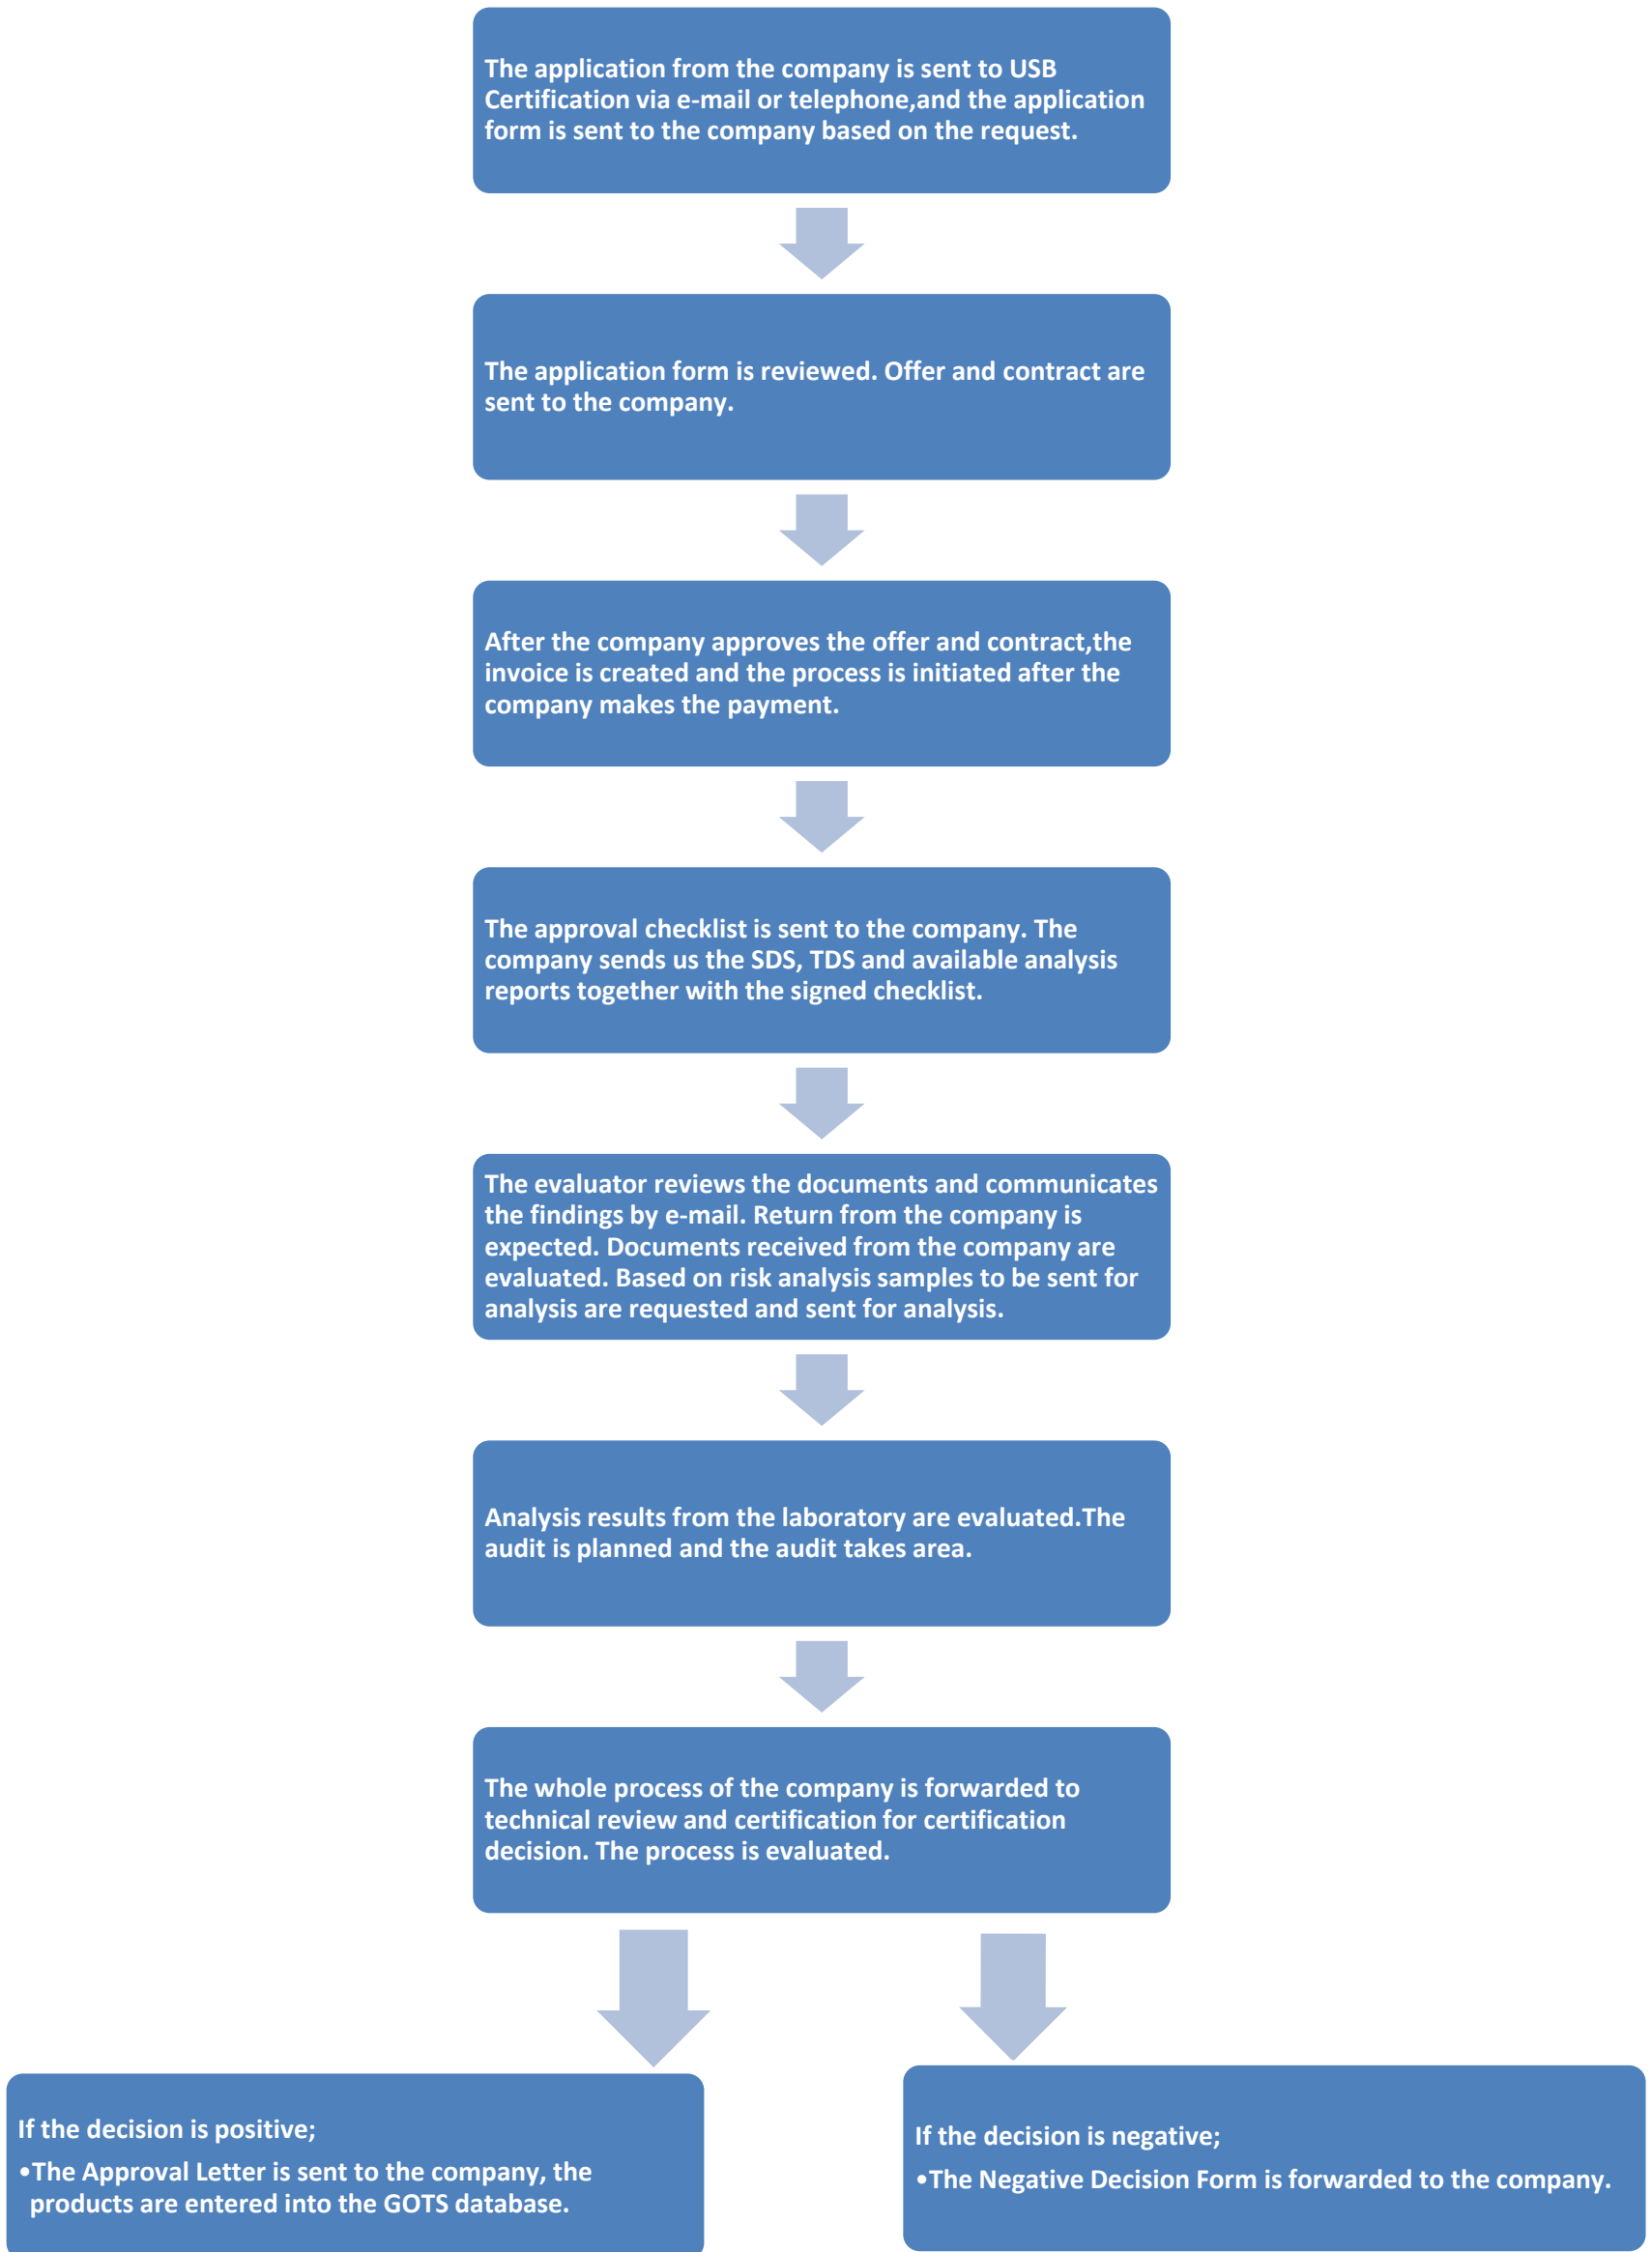 The application from the company is sent to USB
Certification via e-mail or telephone,and the application
form is sent to the company based on the request.
The application form is reviewed. Offer and contract are
sent to the company.
After the company approves the offer and contract,the
invoice is created and the process is initiated after the
company makes the payment.
The approval checklist is sent to the company. The
company sends us the SDS, TDS and available analysis
reports together with the signed checklist.
The evaluator reviews the documents and communicates
the findings by e-mail. Return from the company is
expected. Documents received from the company are
evaluated. Based on risk analysis samples to be sent for
analysis are requested and sent for analysis.
Analysis results from the laboratory are evaluated.The
audit is planned and the audit takes area.
The whole process of the company is forwarded to
technical review and certification for certification
decision. The process is evaluated.
If the decision is positive;
•The Approval Letter is sent to the company, the
products are entered into the GOTS database.
If the decision is negative;
•The Negative Decision Form is forwarded to the company.